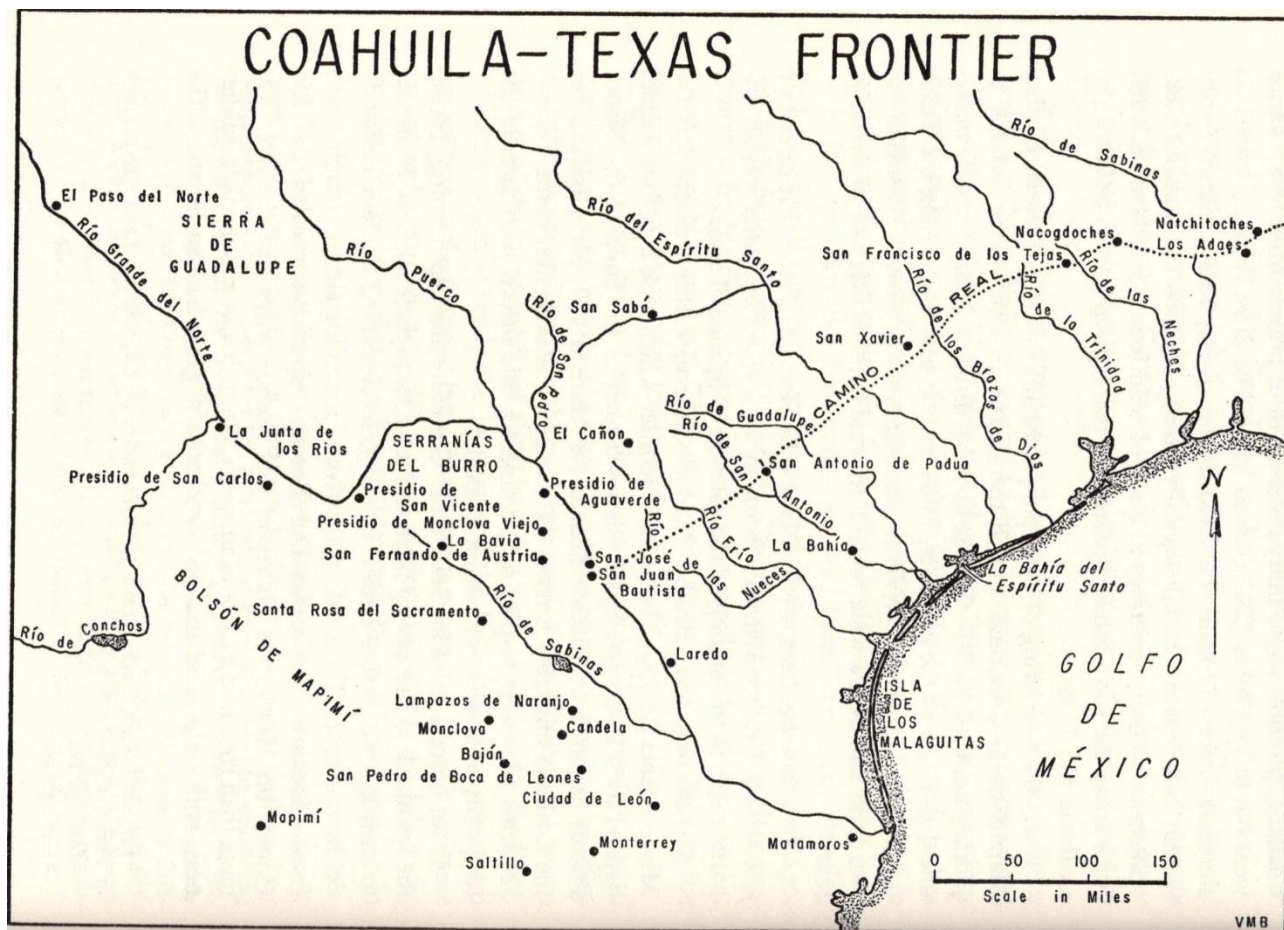 COAHUILA-TEXAS FRONTIER
Río de Sabinas
El Paso del Norte
SIERRA
DE
GUADALUPE
Río Grande del Norte
Río Puerco
Río del Espíritu Santo
Nacogdoches
Natchitoches
Los Adaes
San Francisco de los Tejas
Río de las Neches
Río de la Trinidad
CAMINO REAL
Río de San Pedro
San Sabá
San Xavier
Río de los Brazos de Dios
Río de Guadalupe
Río de San Antonio
El Cañon
San Antonio de Padua
La Junta de
los Rios
SERRANÍAS
DEL BURRO
Presidio de San Carlos
Presidio de
San Vicente
Presidio de
Aguaverde
Presidio de Monclova Viejo
La Bavia
San Fernando de Austria
San José
San Juan
Bautista
Río de las Nueces
Río Frío
La Bahía
La Bahía del
Espíritu Santo
N
BOLSÓN DE MAPIMÍ
Santa Rosa del Sacramento
Río de Sabinas
Río de Conchos
Laredo
ISLA
DE
LOS
MALAGUITAS
GOLFO
DE
MÉXICO
Lampazos de Naranjo
Monclova
Candela
Baján
San Pedro de Boca de Leones
Ciudad de León
Mapimí
Monterrey
Saltillo
Matamoros
0 50 100 150
Scale in Miles
VMB